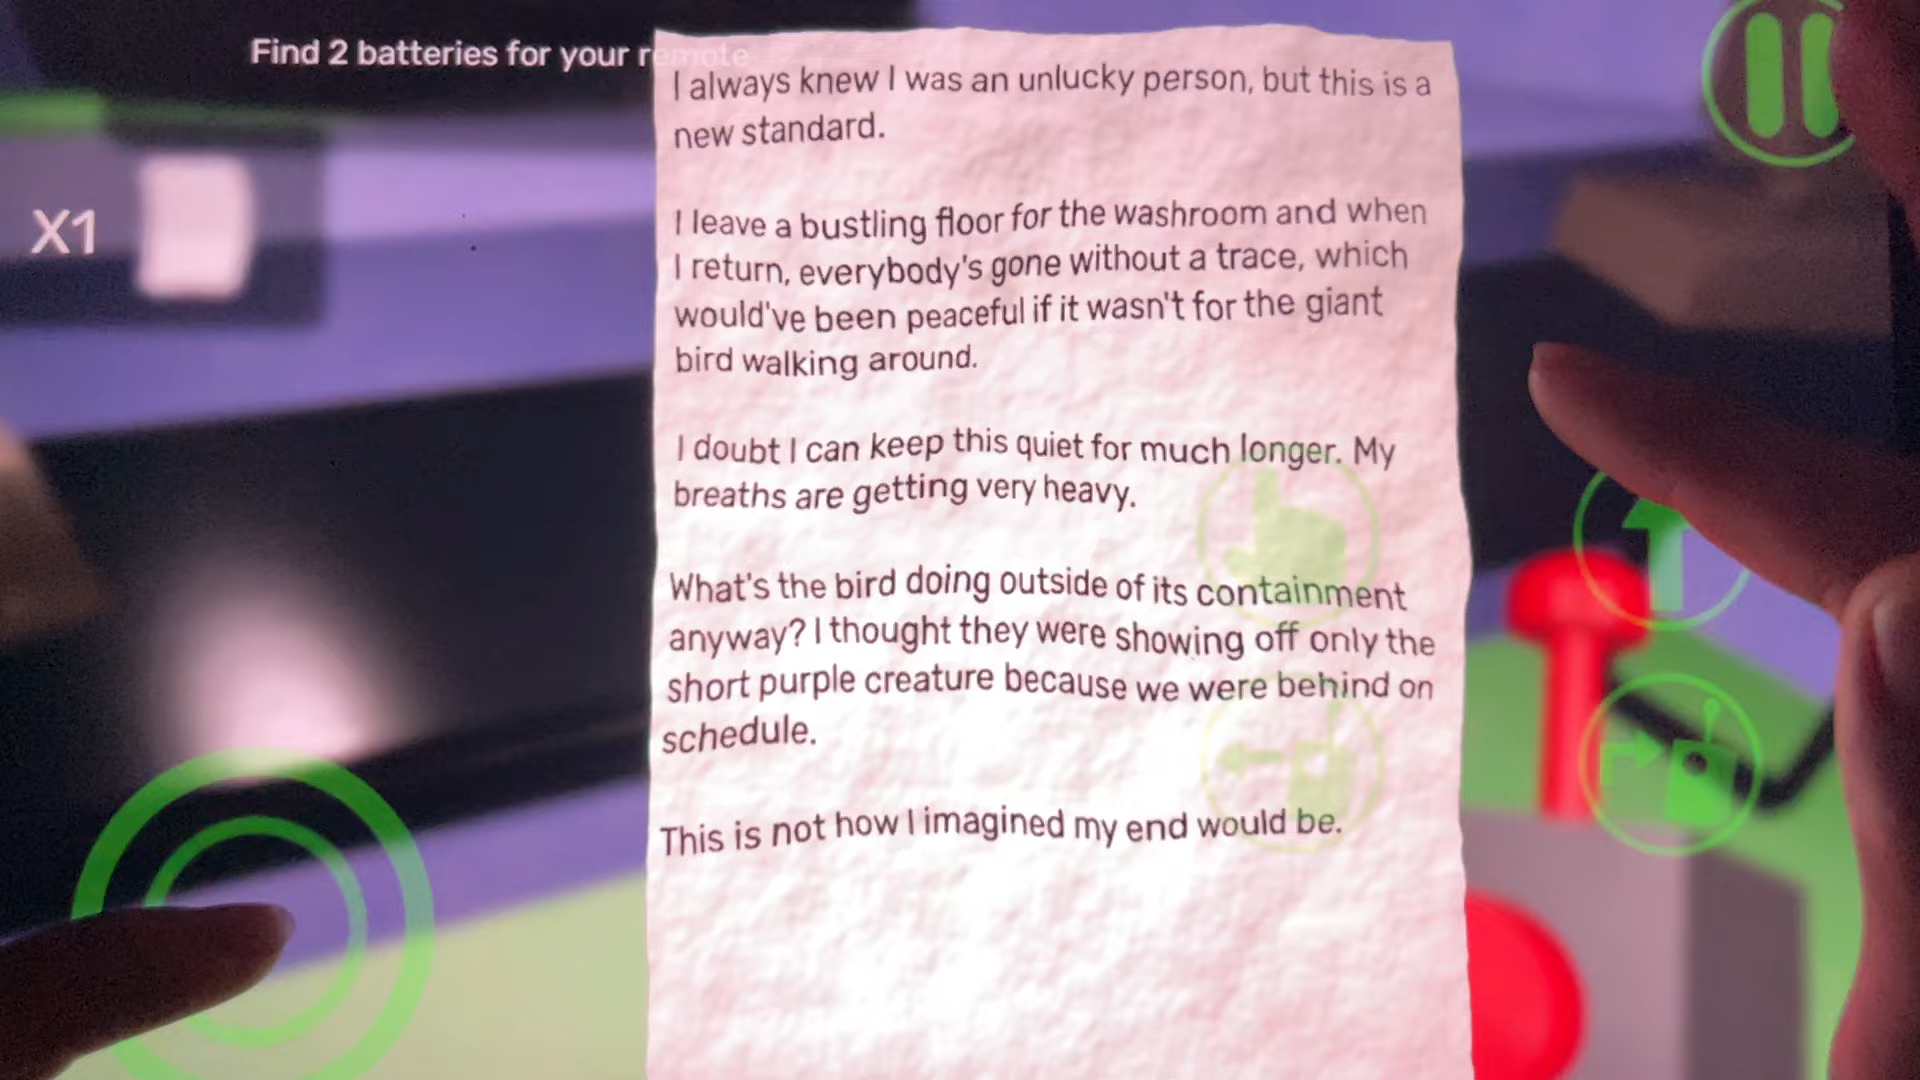 Find 2 batteries for your remote
X1
I always knew I was an unlucky person, but this is a
new standard.
I leave a bustling floor for the washroom and when
I return, everybody's gone without a trace, which
would've been peaceful if it wasn't for the giant
bird walking around.
I doubt I can keep this quiet for much longer. My
breaths are getting very heavy.
What's the bird doing outside of its containment
anyway? I thought they were showing off only the
short purple creature because we were behind on
schedule.
This is not how I imagined my end would be.